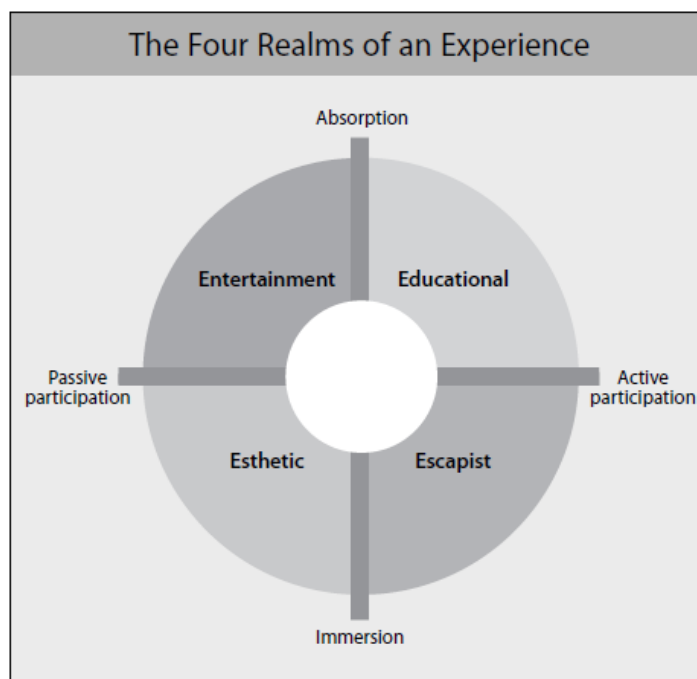 The Four Realms of an Experience
Absorption
Entertainment
Educational
Passive
participation
Active
participation
Esthetic
Escapist
Immersion